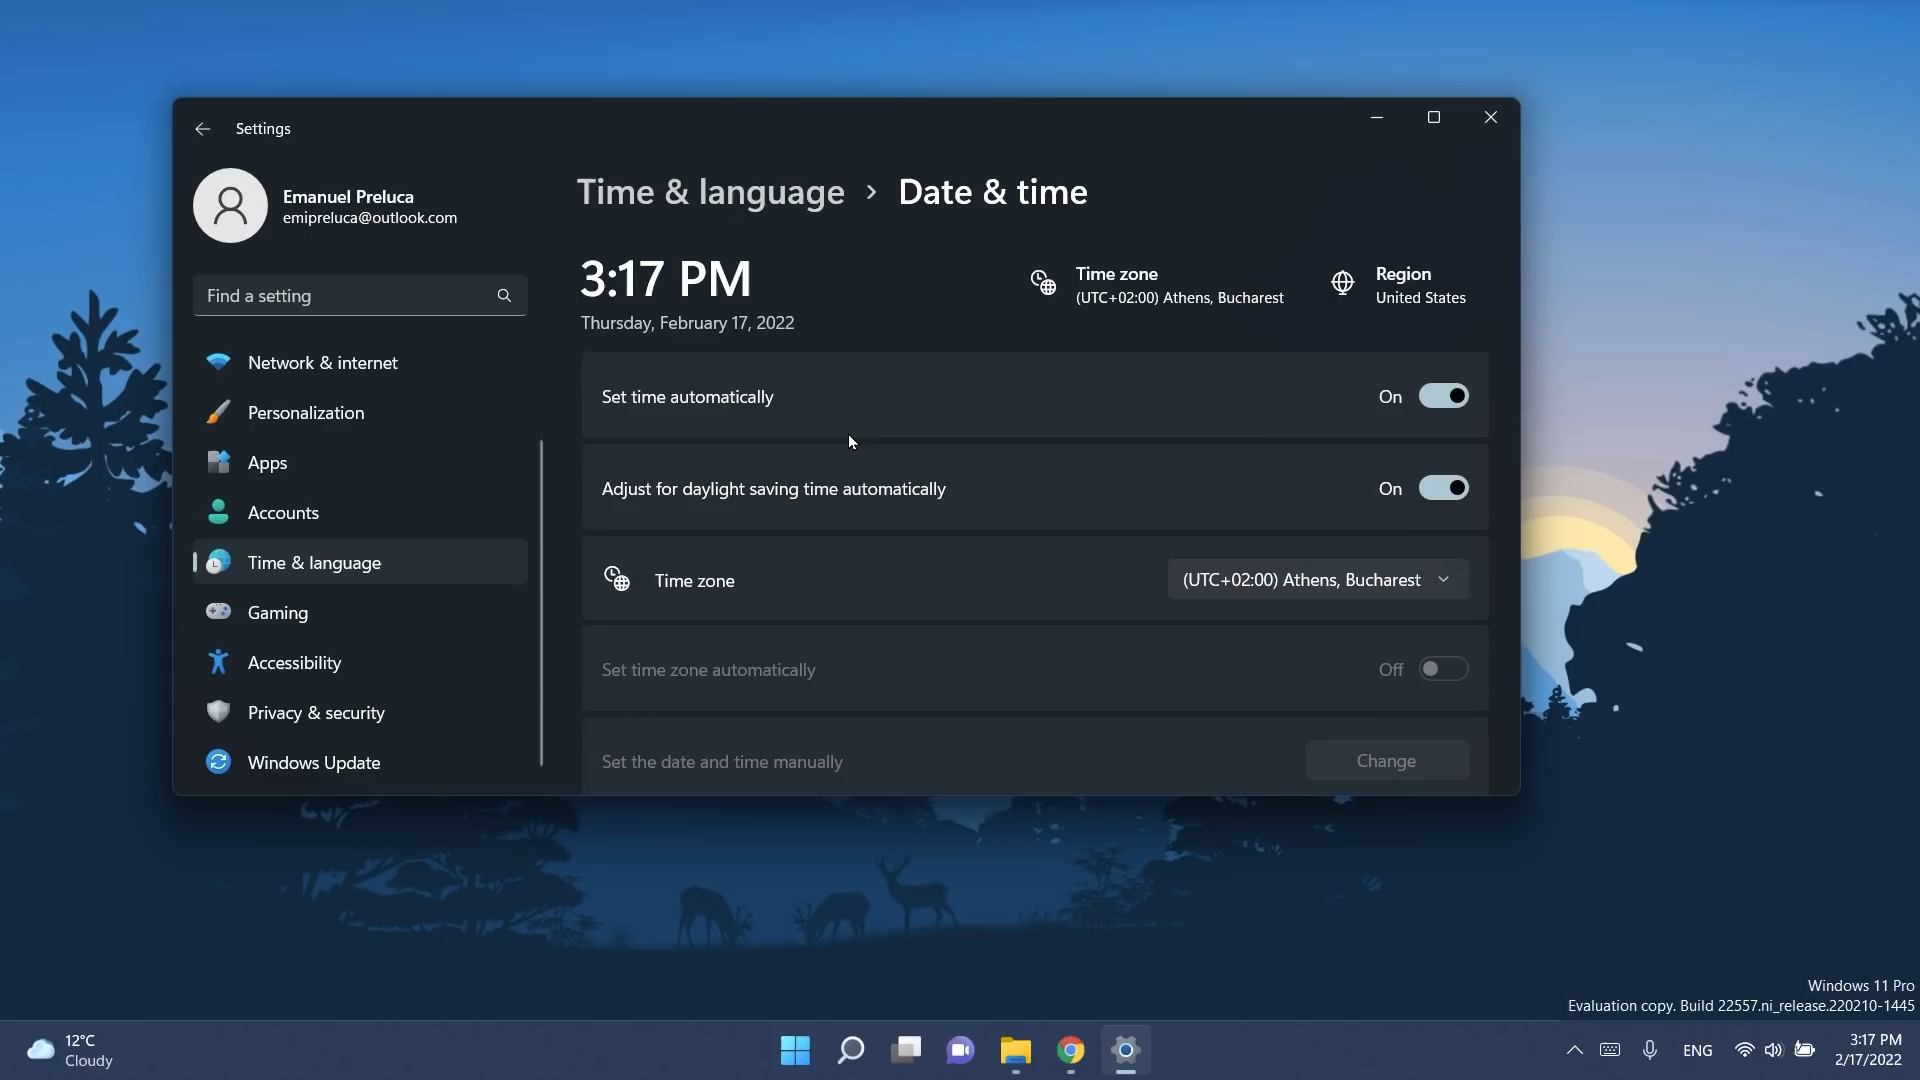 Settings
Emanuel Preluca
emipreluca@outlook.com
Find a setting
Network & internet
Personalization
Apps
Accounts
Time & language
Gaming
Accessibility
Privacy & security
Windows Update
Time & language › Date & time
3:17 PM
Thursday, February 17, 2022
Time zone
(UTC+02:00) Athens, Bucharest
Region
United States
Set time automatically On
Adjust for daylight saving time automatically On
Time zone (UTC+02:00) Athens, Bucharest
Set time zone automatically Off
Set the date and time manually Change
Windows 11 Pro
Evaluation copy. Build 22557.ni_release.220210-1445
12°C
Cloudy
ENG
3:17 PM
2/17/2022